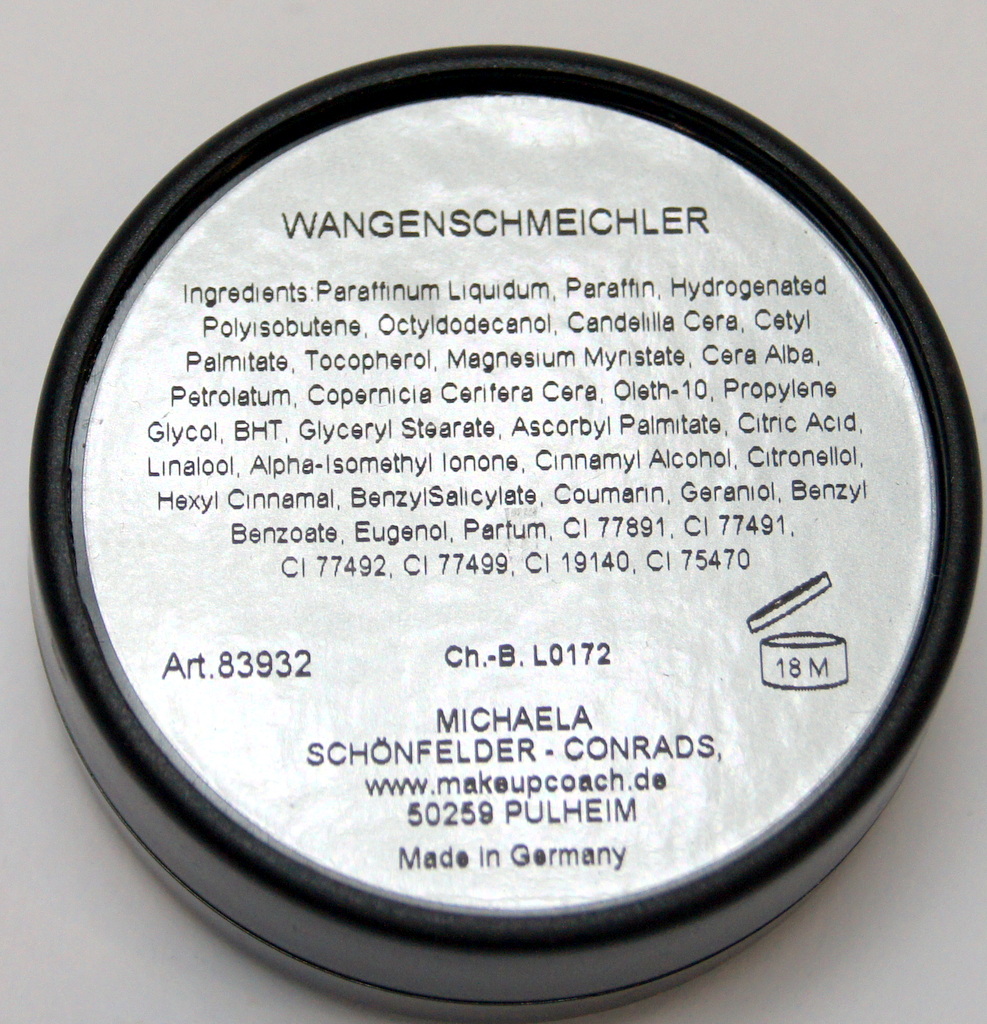 WANGENSCHMEICHLER
Ingredients:Paraffinum Liquidum, Paraffin, Hydrogenated
Polyisobutene, Octyldodecanol, Candelilla Cera, Cetyl
Palmitate, Tocopherol, Magnesium Myristate, Cera Alba,
Petrolatum, Copernicia Cerifera Cera, Oleth-10, Propylene
Glycol, BHT, Glyceryl Stearate, Ascorbyl Palmitate, Citric Acid,
Linalool, Alpha-Isomethyl Ionone, Cinnamyl Alcohol, Citronellol,
Hexyl Cinnamal, BenzylSalicylate, Coumarin, Geraniol, Benzyl
Benzoate, Eugenol, Parfum, CI 77891, CI 77491,
CI 77492, CI 77499, CI 19140, CI 75470
18 M
Art.83932 Ch.-B. L0172
MICHAELA
SCHÖNFELDER - CONRADS,
www.makeupcoach.de
50259 PULHEIM
Made in Germany